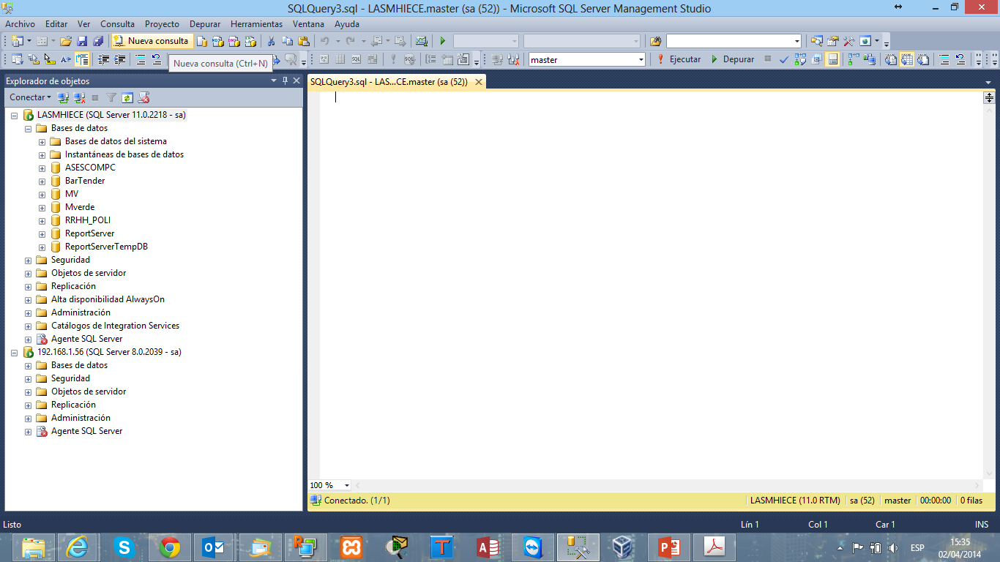 SQLQuery3.sql - LASMHIECE.master (sa (52)) - Microsoft SQL Server Management Studio
Archivo Editar Ver Consulta Proyecto Depurar Herramientas Ventana Ayuda
Nueva consulta
Nueva consulta (Ctrl+N)
master Ejecutar Depurar
Explorador de objetos
SQLQuery3.sql - LAS...CE.master (sa (52))
Conectar
LASMHIECE (SQL Server 11.0.2218 - sa)
Bases de datos
Bases de datos del sistema
Instantáneas de bases de datos
ASESCOMPC
BarTender
MV
Mverde
RRHH_POLI
ReportServer
ReportServerTempDB
Seguridad
Objetos de servidor
Replicación
Alta disponibilidad AlwaysOn
Administración
Catálogos de Integration Services
Agente SQL Server
192.168.1.56 (SQL Server 8.0.2039 - sa)
Bases de datos
Seguridad
Objetos de servidor
Replicación
Administración
Agente SQL Server
100 %
Conectado. (1/1) LASMHIECE (11.0 RTM) sa (52) master 00:00:00 0 filas
Listo Lín 1 Col 1 Car 1 INS
ESP
15:35
02/04/2014